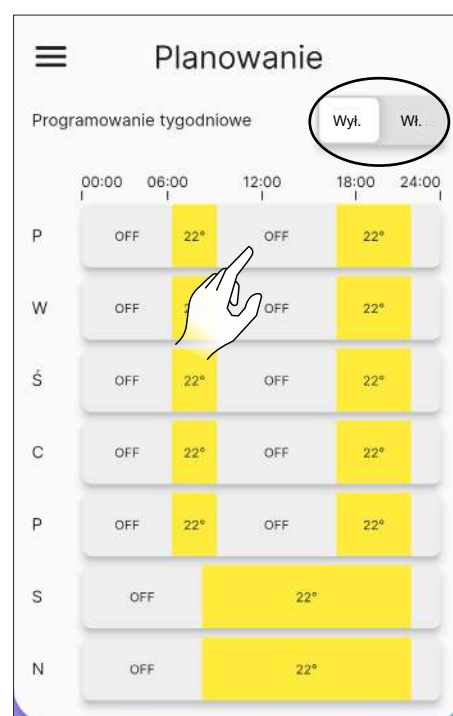 Planowanie
Programowanie tygodniowe Wył. Wł.
00:00 06:00 12:00 18:00 24:00
P OFF 22° OFF 22°
W OFF OFF 22°
Ś OFF 22° OFF 22°
C OFF 22° OFF 22°
P OFF 22° OFF 22°
S OFF 22°
N OFF 22°